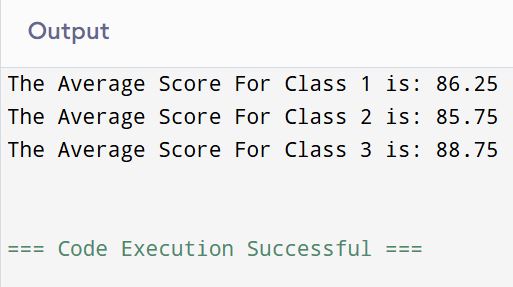 Output
The Average Score For Class 1 is: 86.25
The Average Score For Class 2 is: 85.75
The Average Score For Class 3 is: 88.75
=== Code Execution Successful ===